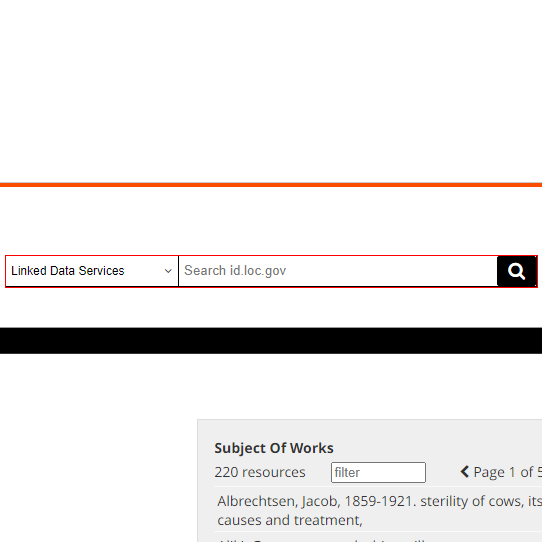 Linked Data Services Search id.loc.gov
Subject Of Works
220 resources filter Page 1 of 5
Albrechtsen, Jacob, 1859-1921. sterility of cows, its
causes and treatment,